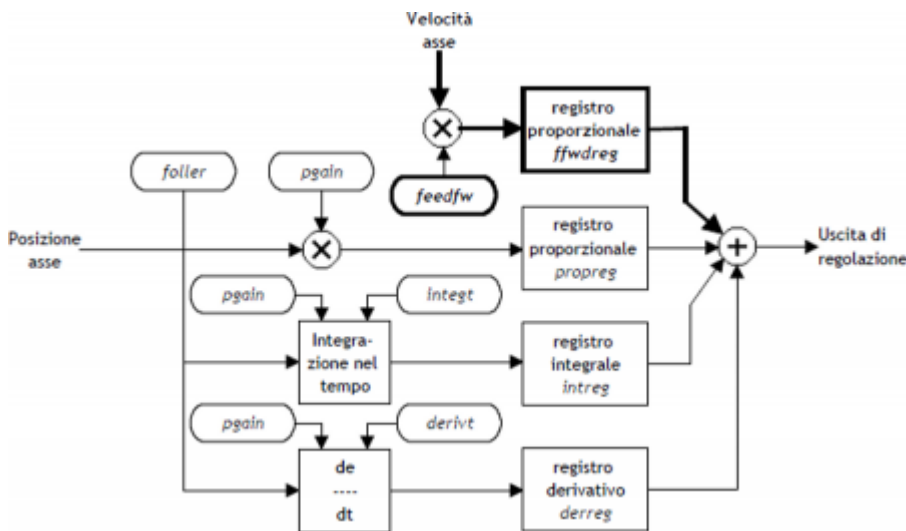 Velocità
asse
registro
proporzionale
ffwdreg
foller
pgain
feedfw
Posizione
asse
registro
proporzionale
propreg
Uscita di
regolazione
pgain
integt
Integra-
zione nel
tempo
registro
integrale
intreg
pgain
derivt
de
----
dt
registro
derivativo
derreg